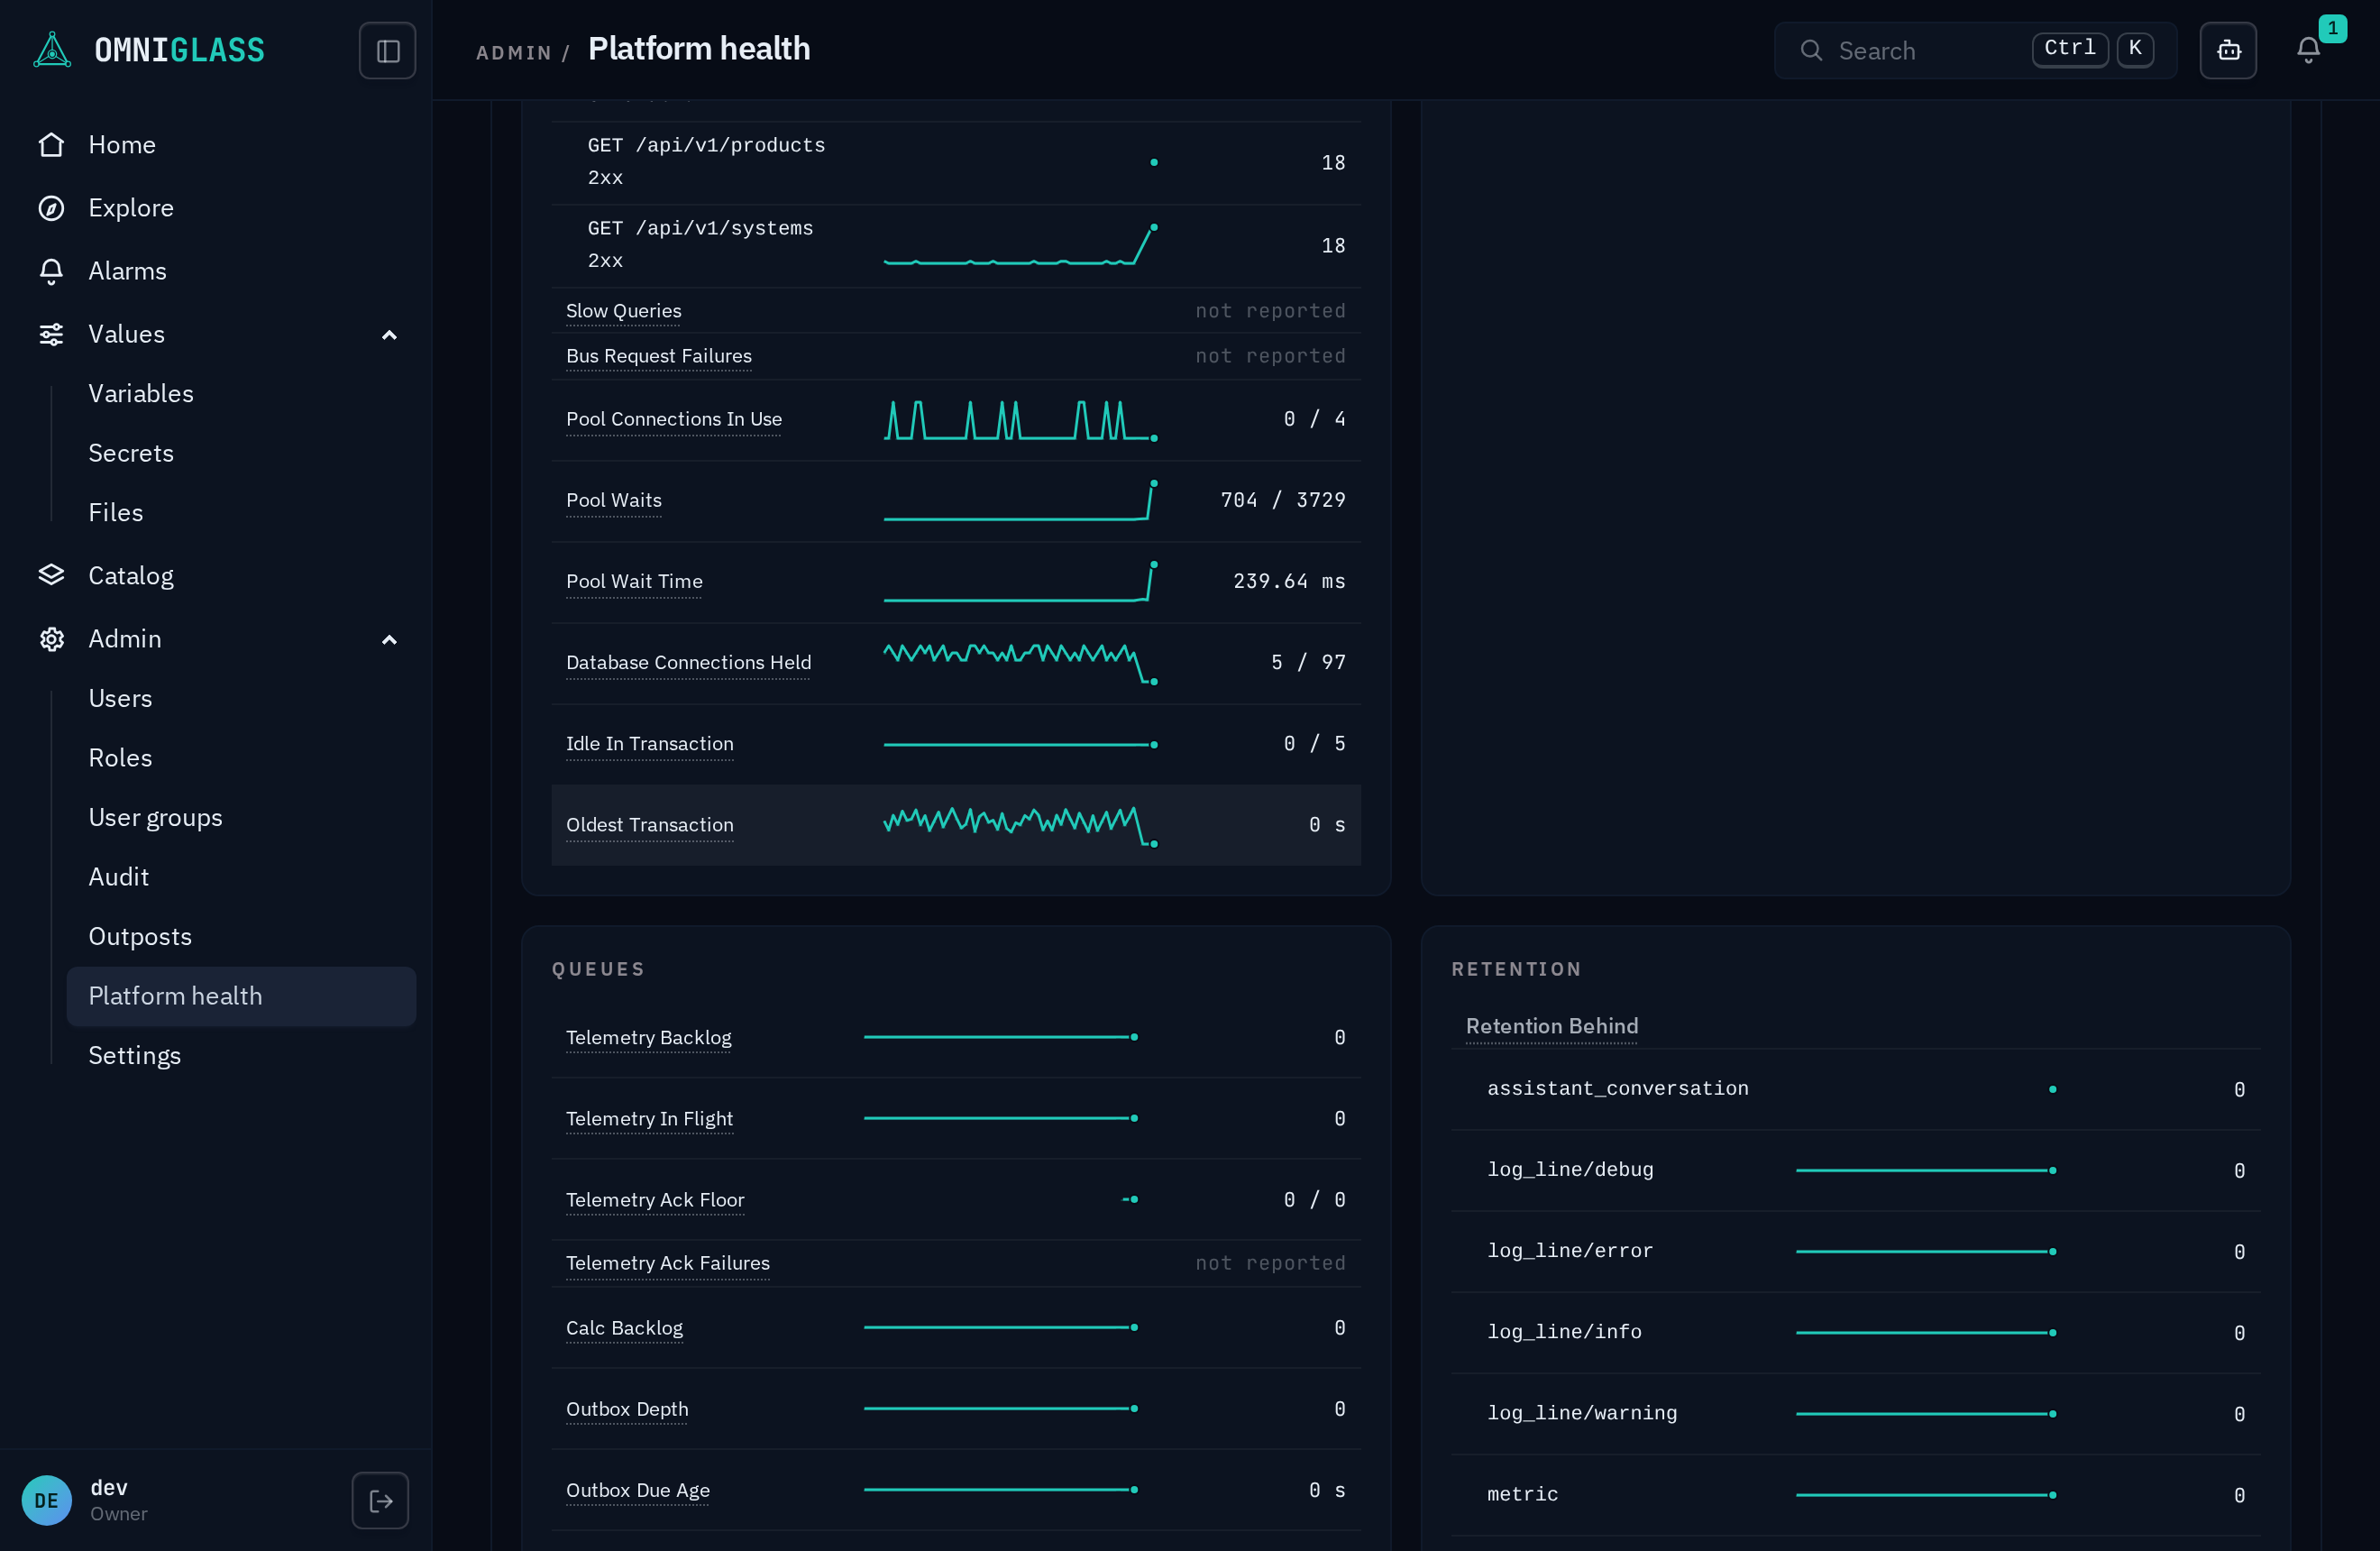 OMNIGLASS
ADMIN / Platform health
Search Ctrl K
1
Home
Explore
Alarms
Values
Variables
Secrets
Files
Catalog
Admin
Users
Roles
User groups
Audit
Outposts
Platform health
Settings
DE dev
Owner
GET /api/v1/products 18
2xx
GET /api/v1/systems 18
2xx
Slow Queries not reported
Bus Request Failures not reported
Pool Connections In Use 0 / 4
Pool Waits 704 / 3729
Pool Wait Time 239.64 ms
Database Connections Held 5 / 97
Idle In Transaction 0 / 5
Oldest Transaction 0 s
QUEUES
Telemetry Backlog 0
Telemetry In Flight 0
Telemetry Ack Floor 0 / 0
Telemetry Ack Failures not reported
Calc Backlog 0
Outbox Depth 0
Outbox Due Age 0 s
RETENTION
Retention Behind
assistant_conversation 0
log_line/debug 0
log_line/error 0
log_line/info 0
log_line/warning 0
metric 0